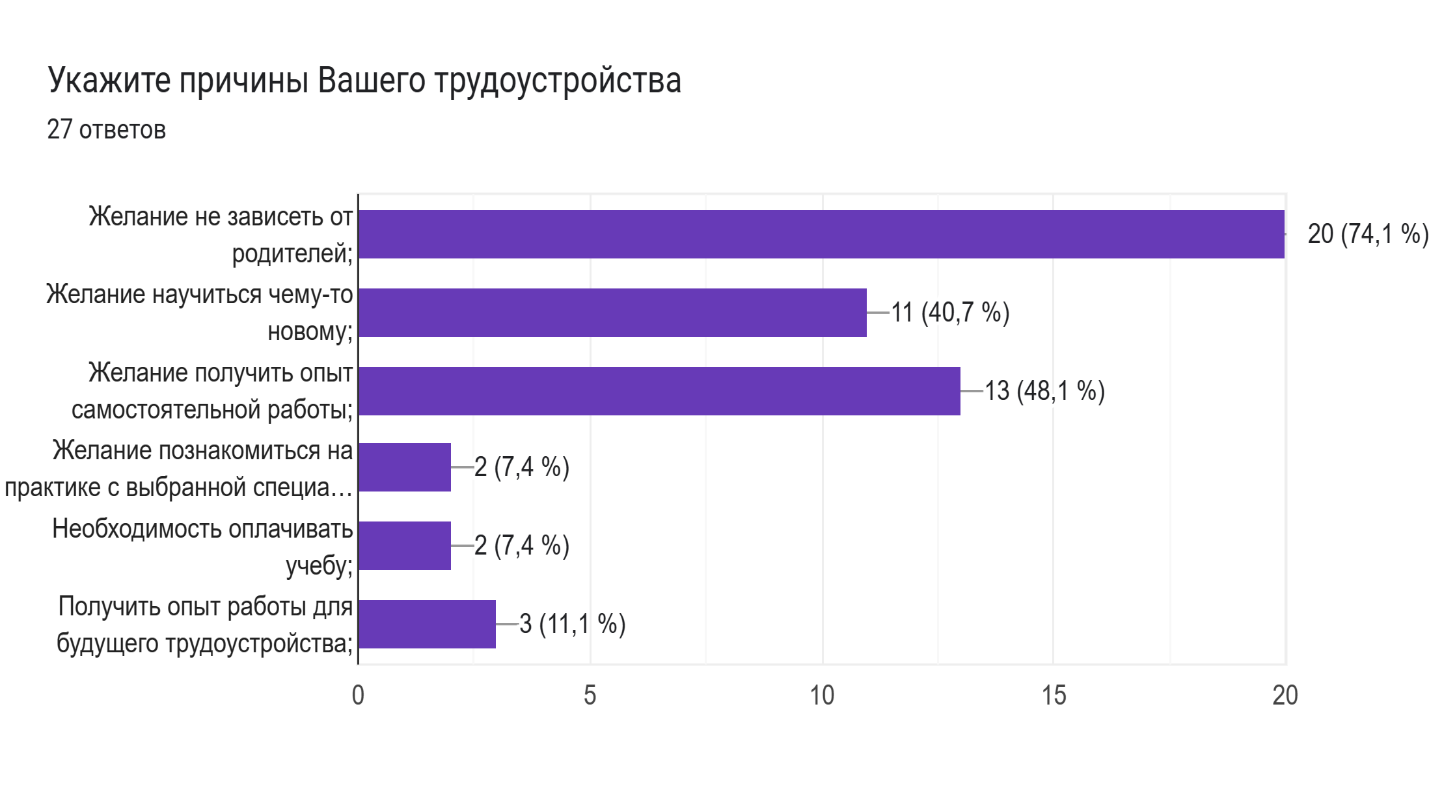 Укажите причины Вашего трудоустройства
27 ответов
Желание не зависеть от
родителей;
20 (74,1 %)
Желание научиться чему-то
новому;
11 (40,7 %)
Желание получить опыт
самостоятельной работы;
13 (48,1 %)
Желание познакомиться на
практике с выбранной специа…
2 (7,4 %)
Необходимость оплачивать
учебу;
2 (7,4 %)
Получить опыт работы для
будущего трудоустройства;
3 (11,1 %)
0 5 10 15 20